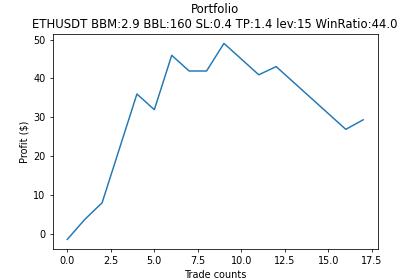 Portfolio
ETHUSDT BBM:2.9 BBL:160 SL:0.4 TP:1.4 lev:15 WinRatio:44.0
50
40
30
20
10
0
Profit ($)
0.0 2.5 5.0 7.5 10.0 12.5 15.0 17.5
Trade counts